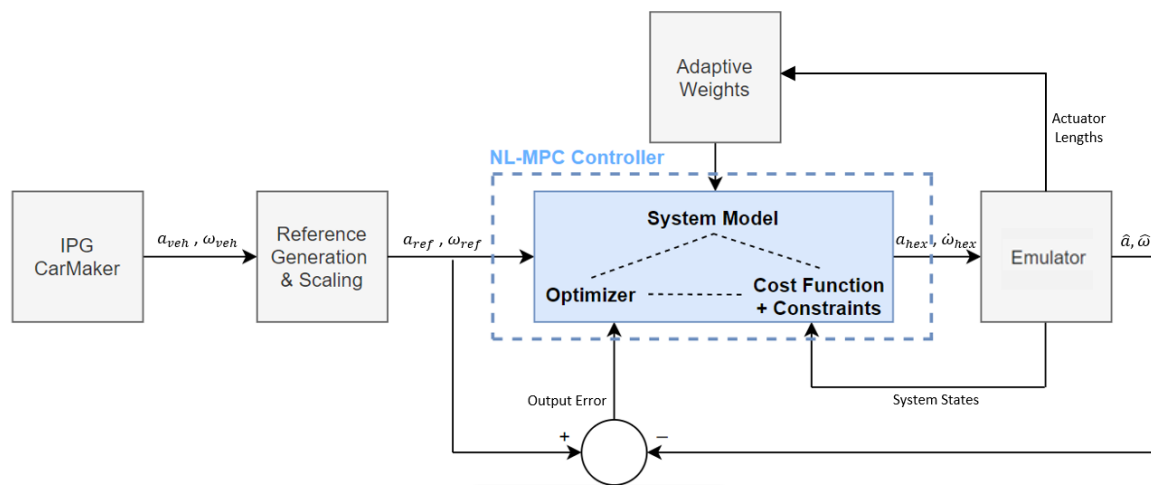 Adaptive
Weights
Actuator
Lengths
NL-MPC Controller
IPG
CarMaker
a_veh , ω_veh
Reference
Generation
& Scaling
a_ref , ω_ref
System Model
Optimizer
Cost Function
+ Constraints
a_hex , ω̇_hex
Emulator
â, ω̂
Output Error
System States
+
−